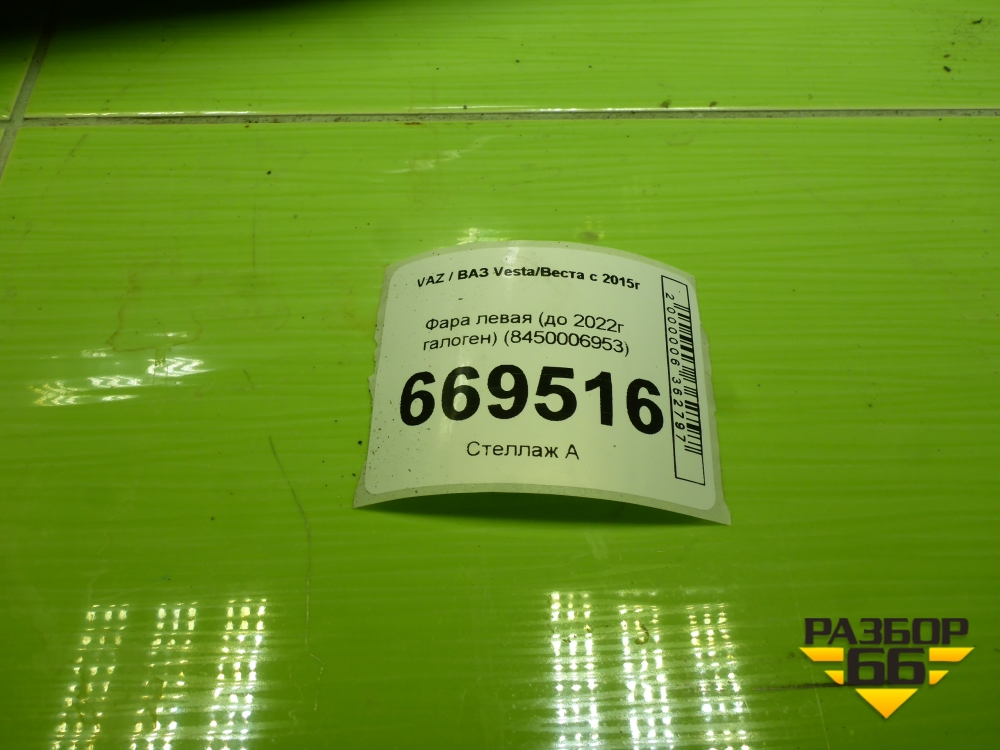 VAZ / ВАЗ Vesta/Веста с 2015г
Фара левая (до 2022г
галоген) (8450006953)
669516
Стеллаж А
2000006362797
РАЗБОР
66